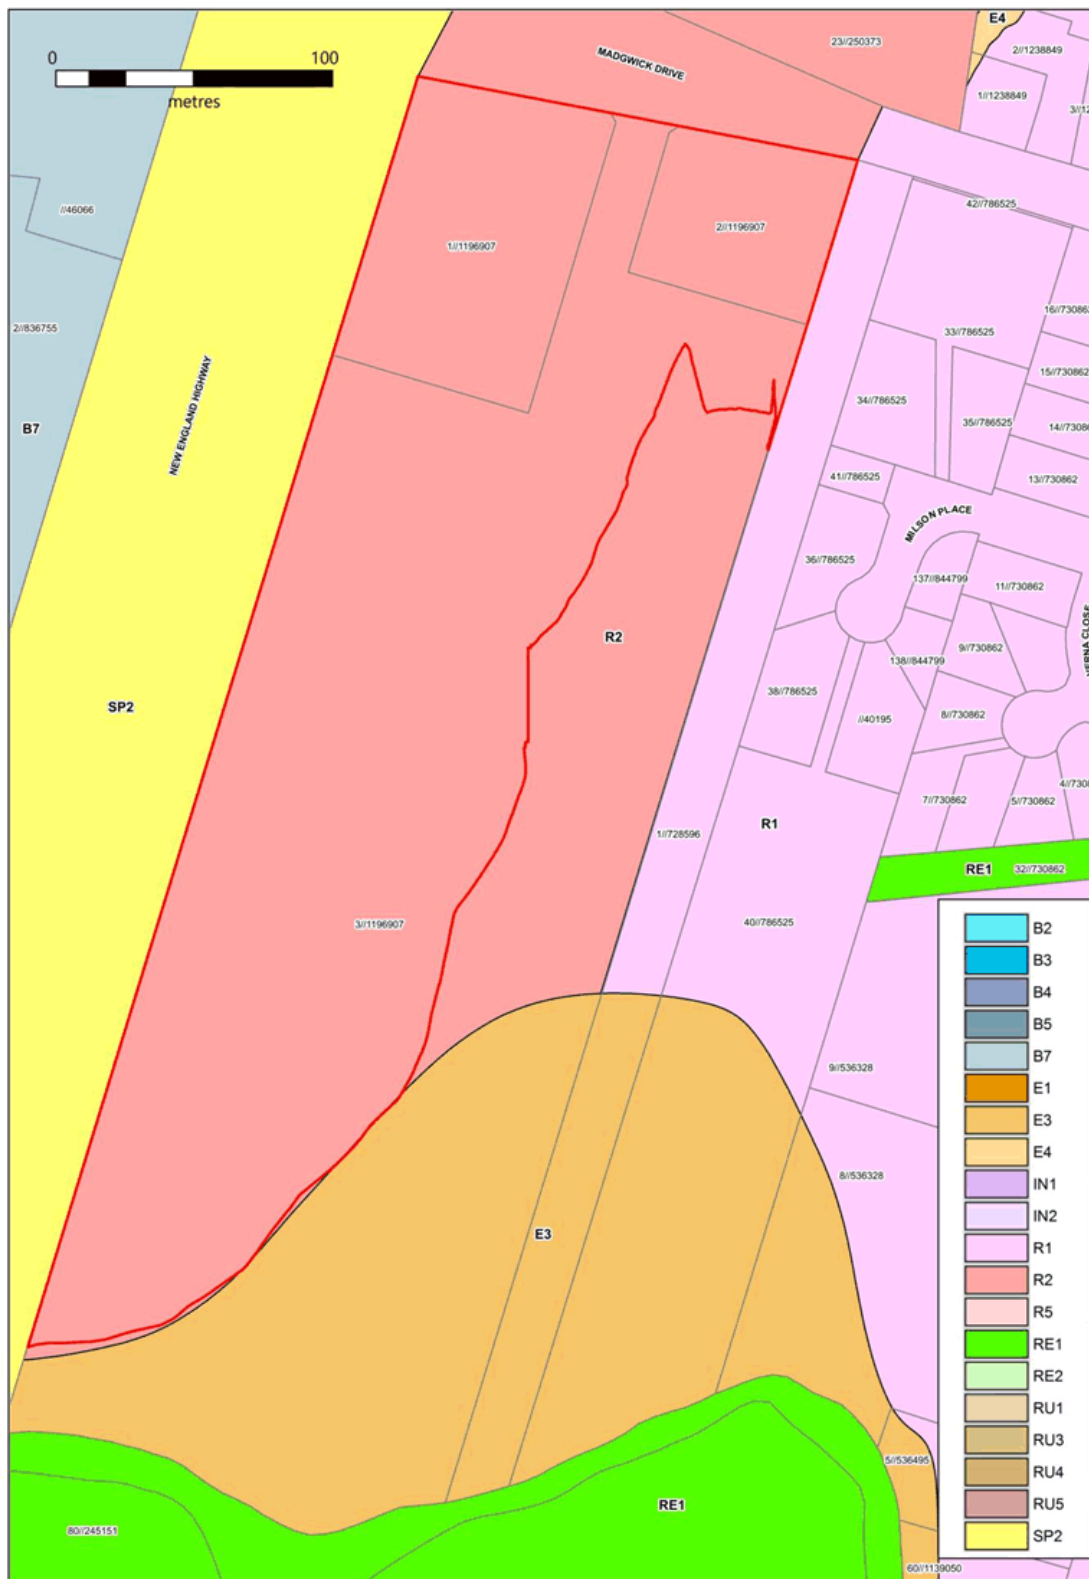 E4
0 100
metres
MADGWICK DRIVE
23//250373
2//1238849
1//1238849
//46066
1//1196907
2//1196907
42//786525
2//836755
33//786525
34//786525
35//786525
B7
NEW ENGLAND HIGHWAY
13//730862
41//786525
MILSON PLACE
36//786525
137//844799
11//730862
R2
9//730862
138//844799
38//786525
//40195
8//730862
SP2
7//730862
5//730862
1//728596
R1
RE1
32//730862
3//1196907
40//786525
9//536328
8//536328
E3
5//536495
RE1
80//245151
60//1139050
B2
B3
B4
B5
B7
E1
E3
E4
IN1
IN2
R1
R2
R5
RE1
RE2
RU1
RU3
RU4
RU5
SP2